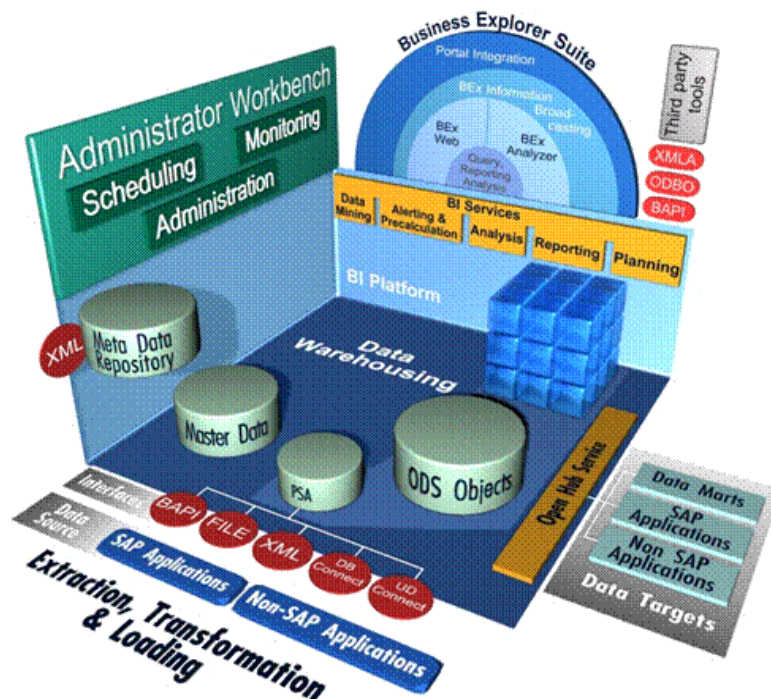 Business Explorer Suite
Portal Integration
BEx Information
Broad-
casting
BEx
Web
BEx
Analyzer
Query,
Reporting
Analysis
Third party
tools
XMLA
ODBO
BAPI
Administrator Workbench
Scheduling
Monitoring
Administration
BI Services
Data
Mining
Alerting &
Precalculation
Analysis
Reporting
Planning
BI Platform
Data
Warehousing
XML
Meta Data
Repository
Master Data
PSA
ODS Objects
Open Hub Service
Data Marts
SAP
Applications
Non SAP
Applications
Data Targets
Interfaces
BAPI
FILE
XML
DB
Connect
UD
Connect
Data
Source
SAP Applications
Non-SAP Applications
Extraction, Transformation
& Loading